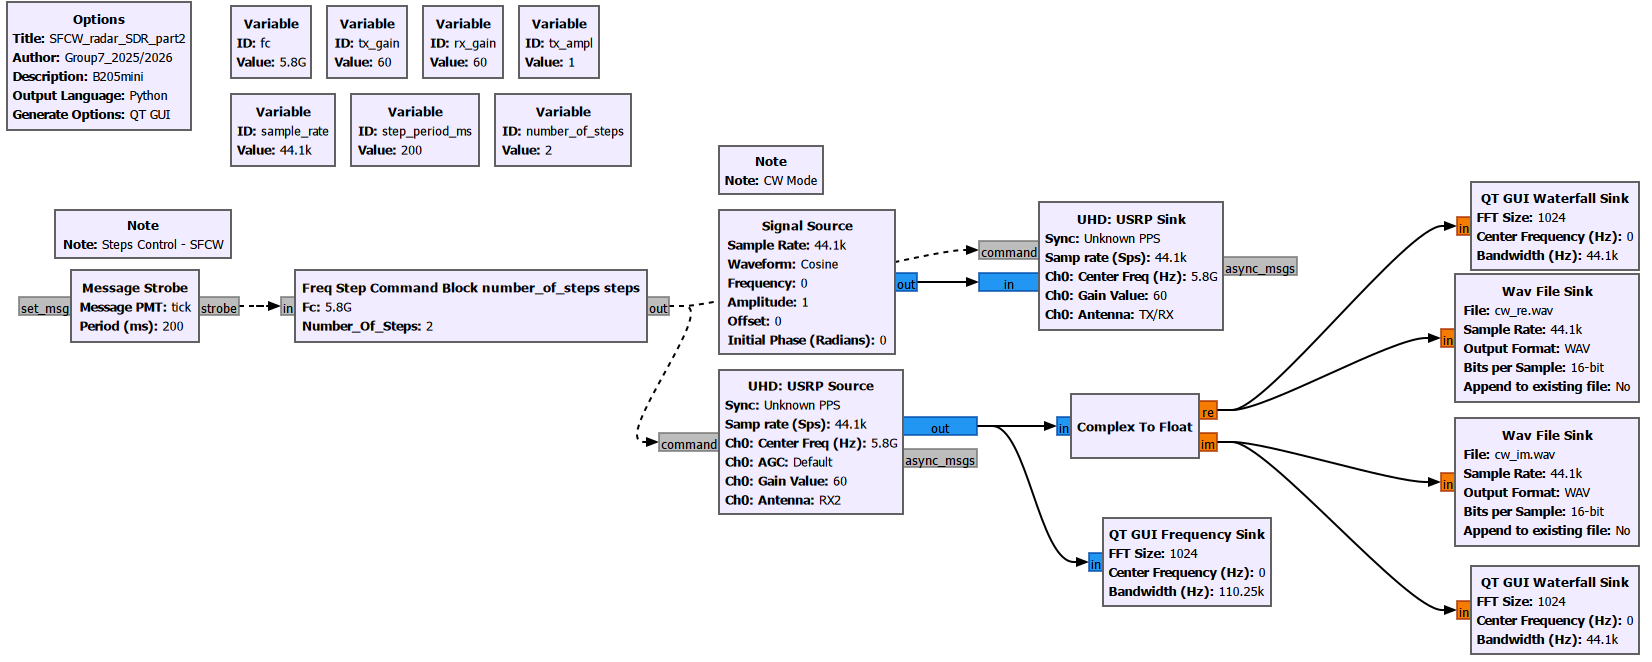 Options
Title: SFCW_radar_SDR_part2
Author: Group7_2025/2026
Description: B205mini
Output Language: Python
Generate Options: QT GUI
Variable
ID: fc
Value: 5.8G
Variable
ID: tx_gain
Value: 60
Variable
ID: rx_gain
Value: 60
Variable
ID: tx_ampl
Value: 1
Variable
ID: sample_rate
Value: 44.1k
Variable
ID: step_period_ms
Value: 200
Variable
ID: number_of_steps
Value: 2
Note
Note: CW Mode
Note
Note: Steps Control - SFCW
set_msg
Message Strobe
Message PMT: tick
Period (ms): 200
strobe
in
Freq Step Command Block number_of_steps steps
Fc: 5.8G
Number_Of_Steps: 2
out
Signal Source
Sample Rate: 44.1k
Waveform: Cosine
Frequency: 0
Amplitude: 1
Offset: 0
Initial Phase (Radians): 0
out
command
in
UHD: USRP Sink
Sync: Unknown PPS
Samp rate (Sps): 44.1k
Ch0: Center Freq (Hz): 5.8G
Ch0: Gain Value: 60
Ch0: Antenna: TX/RX
async_msgs
command
UHD: USRP Source
Sync: Unknown PPS
Samp rate (Sps): 44.1k
Ch0: Center Freq (Hz): 5.8G
Ch0: AGC: Default
Ch0: Gain Value: 60
Ch0: Antenna: RX2
out
async_msgs
in
Complex To Float
re
im
in
QT GUI Frequency Sink
FFT Size: 1024
Center Frequency (Hz): 0
Bandwidth (Hz): 110.25k
in
QT GUI Waterfall Sink
FFT Size: 1024
Center Frequency (Hz): 0
Bandwidth (Hz): 44.1k
in
Wav File Sink
File: cw_re.wav
Sample Rate: 44.1k
Output Format: WAV
Bits per Sample: 16-bit
Append to existing file: No
in
Wav File Sink
File: cw_im.wav
Sample Rate: 44.1k
Output Format: WAV
Bits per Sample: 16-bit
Append to existing file: No
in
QT GUI Waterfall Sink
FFT Size: 1024
Center Frequency (Hz): 0
Bandwidth (Hz): 44.1k